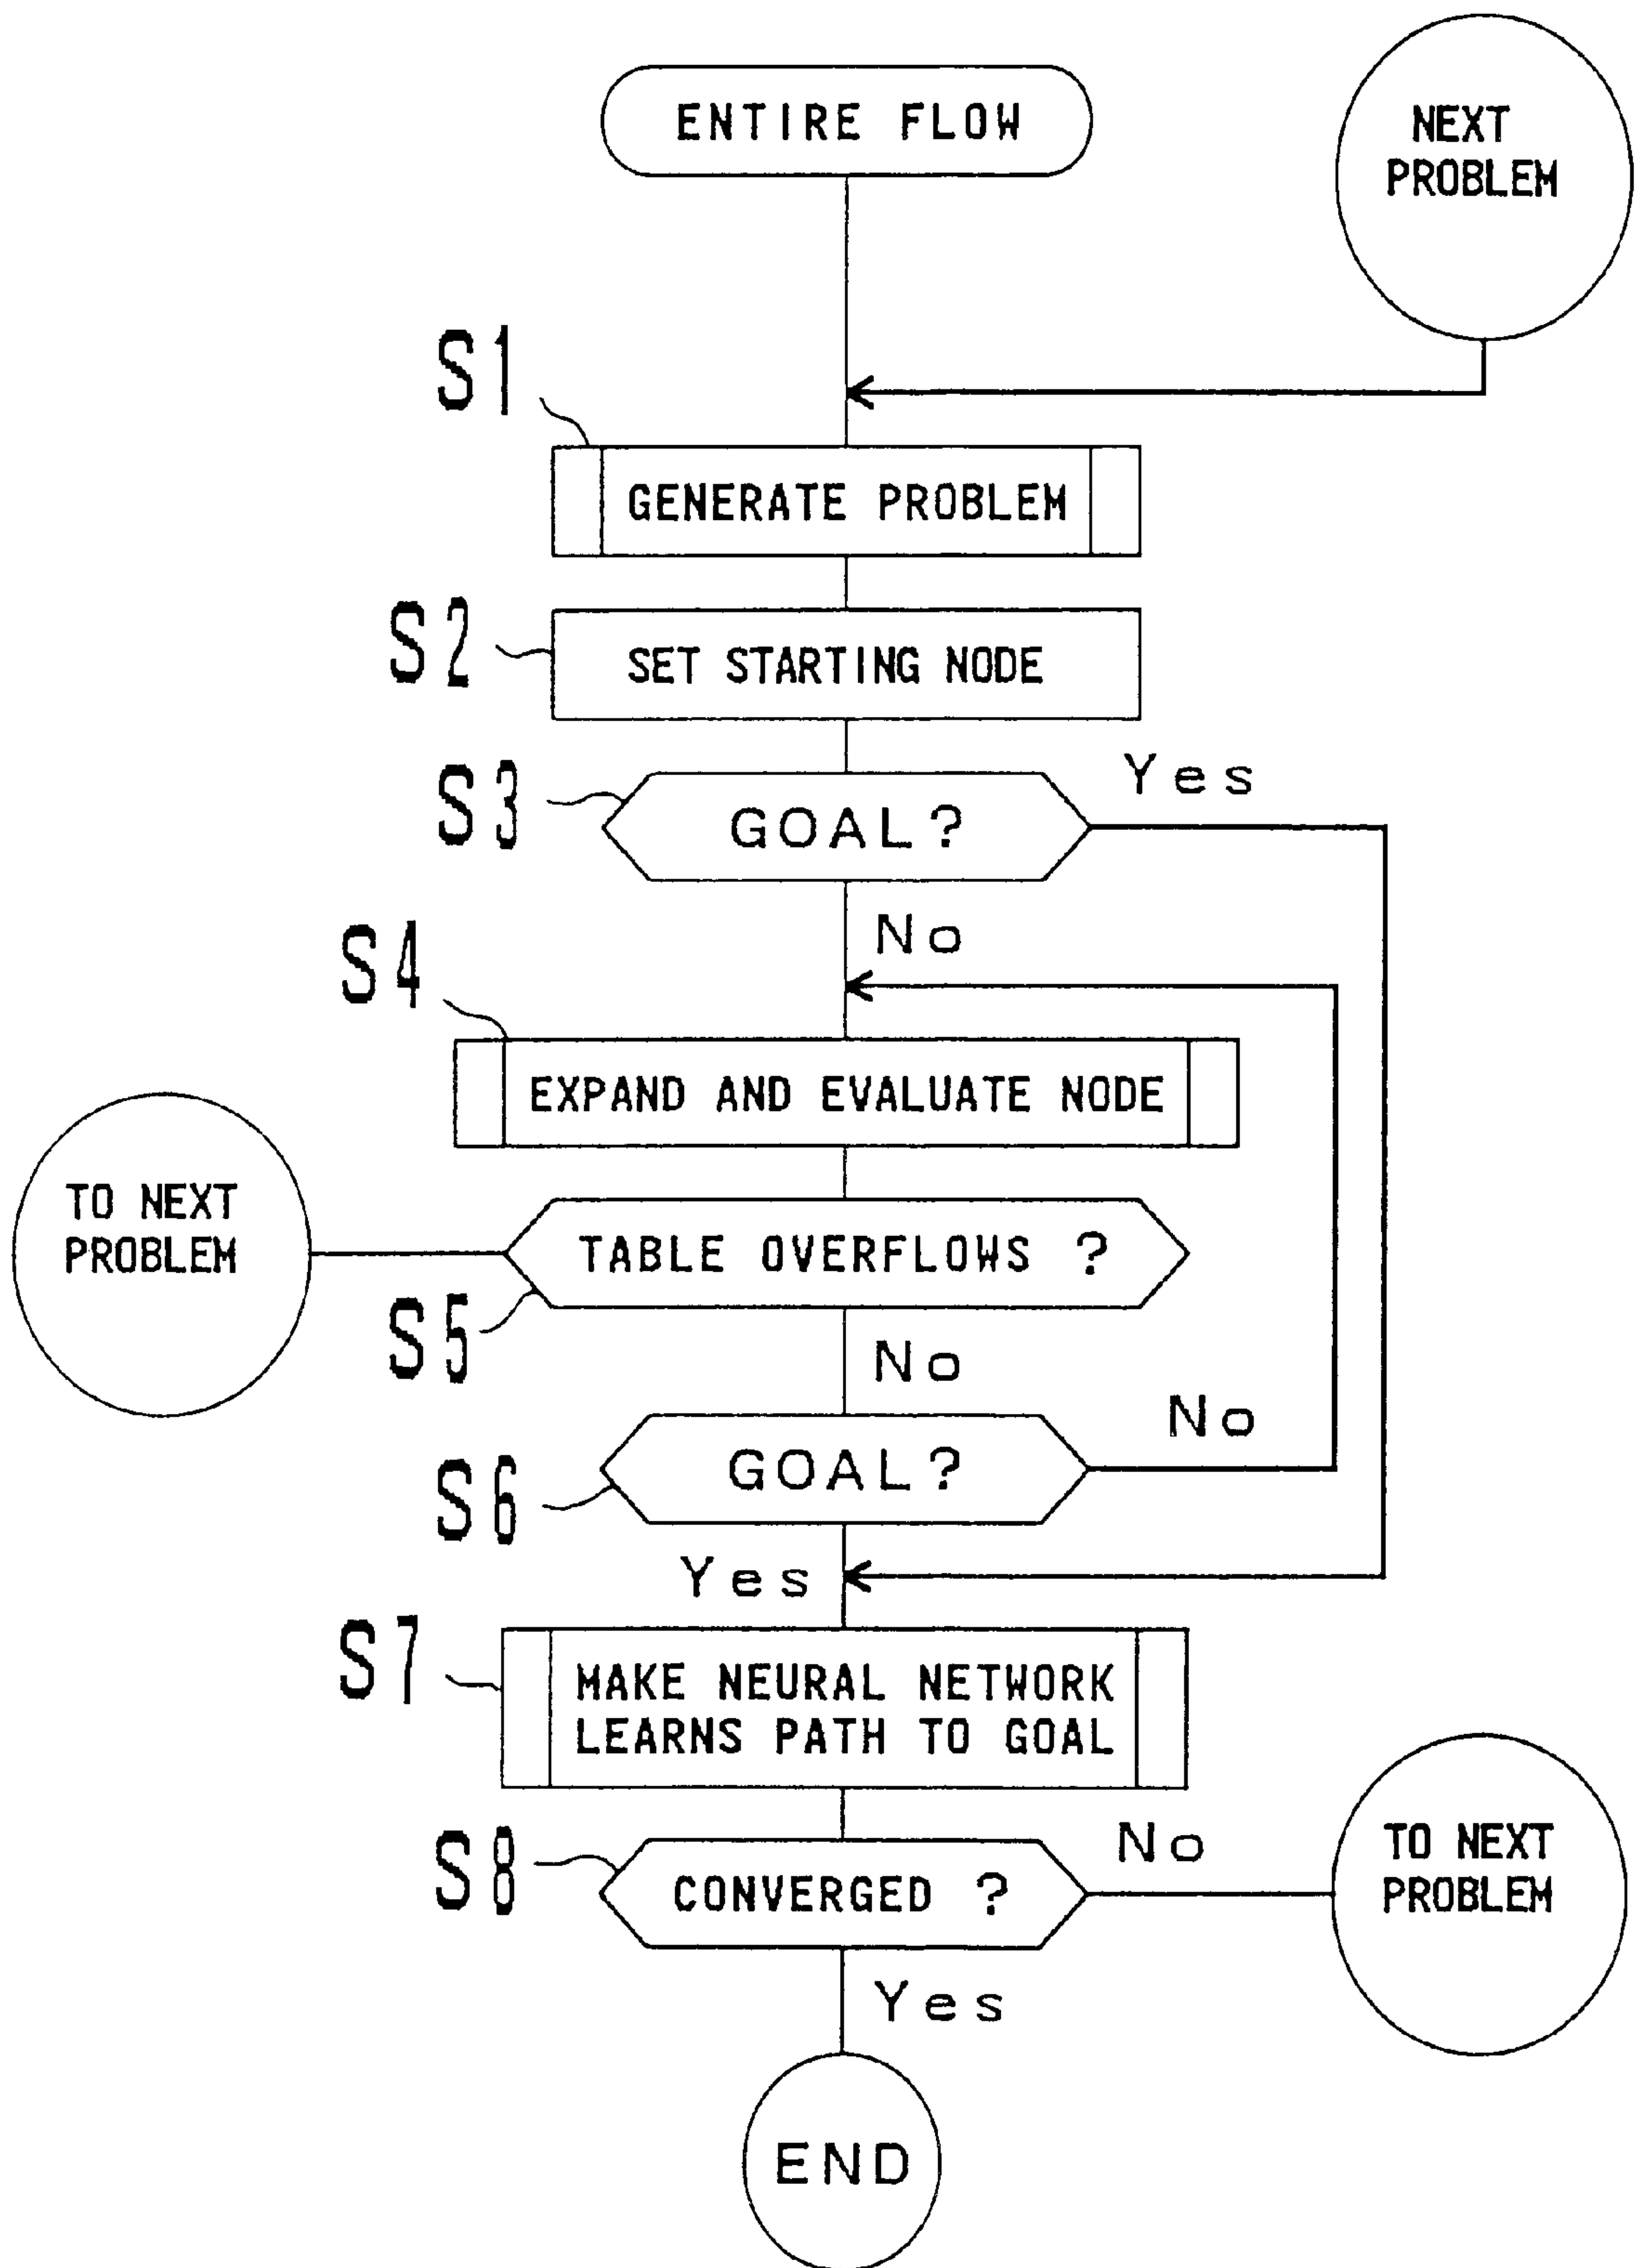 ENTIRE FLOW
NEXT
PROBLEM
S1
GENERATE PROBLEM
S2
SET STARTING NODE
S3
GOAL?
Yes
No
S4
EXPAND AND EVALUATE NODE
TO NEXT
PROBLEM
TABLE OVERFLOWS ?
S5
No
GOAL?
No
S6
Yes
S7
MAKE NEURAL NETWORK
LEARNS PATH TO GOAL
S8
CONVERGED ?
No
TO NEXT
PROBLEM
Yes
END